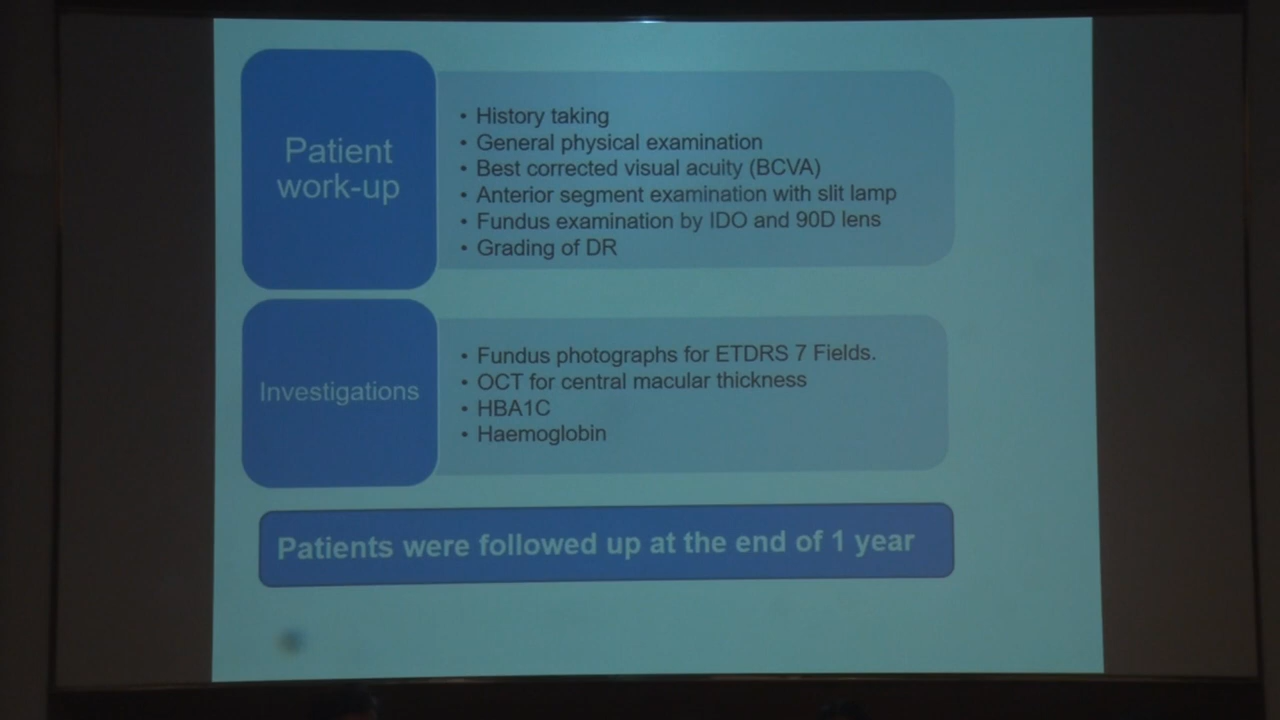 Patient
work-up
• History taking
• General physical examination
• Best corrected visual acuity (BCVA)
• Anterior segment examination with slit lamp
• Fundus examination by IDO and 90D lens
• Grading of DR
Investigations
• Fundus photographs for ETDRS 7 Fields.
• OCT for central macular thickness
• HBA1C
• Haemoglobin
Patients were followed up at the end of 1 year